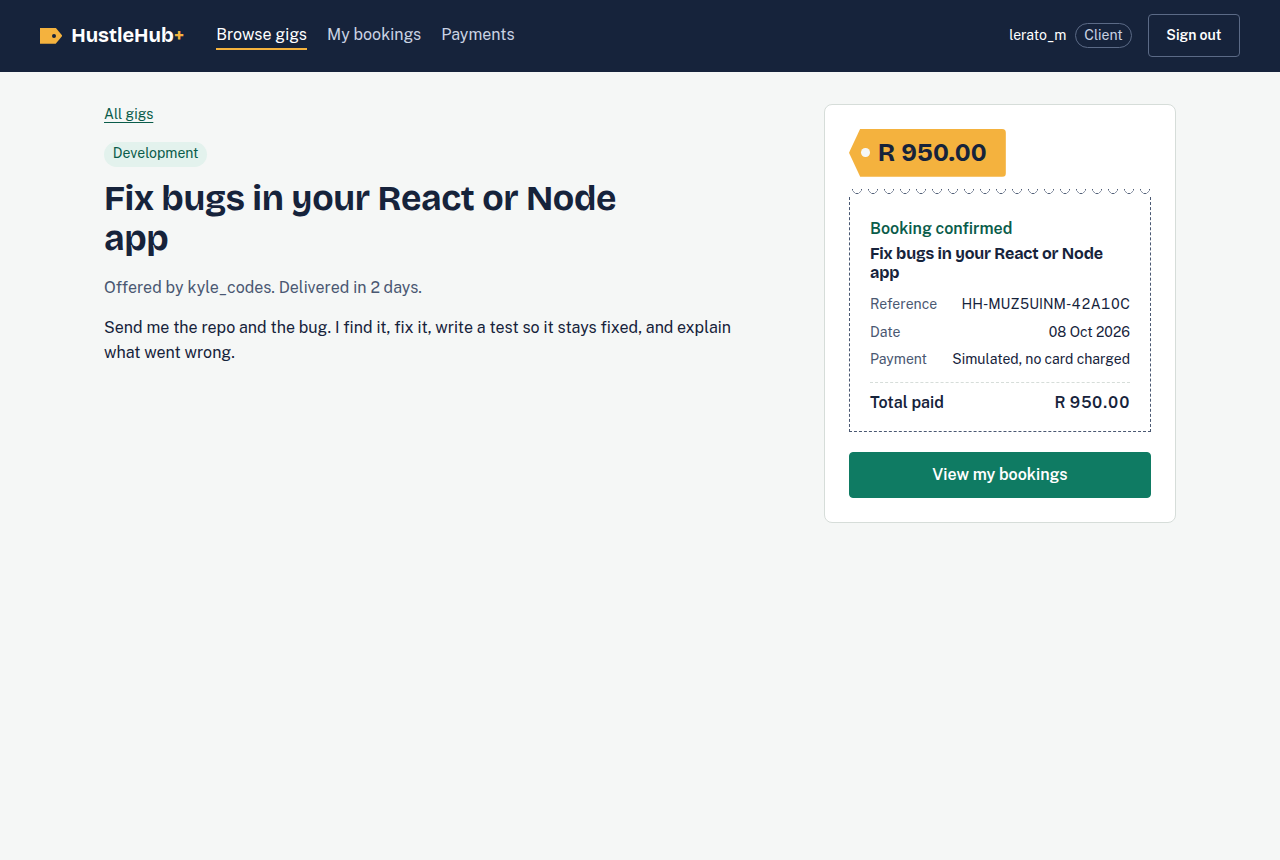 HustleHub+
Browse gigs
My bookings
Payments
lerato_m
Client
Sign out
All gigs
Development
Fix bugs in your React or Node
app
Offered by kyle_codes. Delivered in 2 days.
Send me the repo and the bug. I find it, fix it, write a test so it stays fixed, and explain
what went wrong.
R 950.00
Booking confirmed
Fix bugs in your React or Node
app
Reference HH-MUZ5UINM-42A10C
Date 08 Oct 2026
Payment Simulated, no card charged
Total paid R 950.00
View my bookings